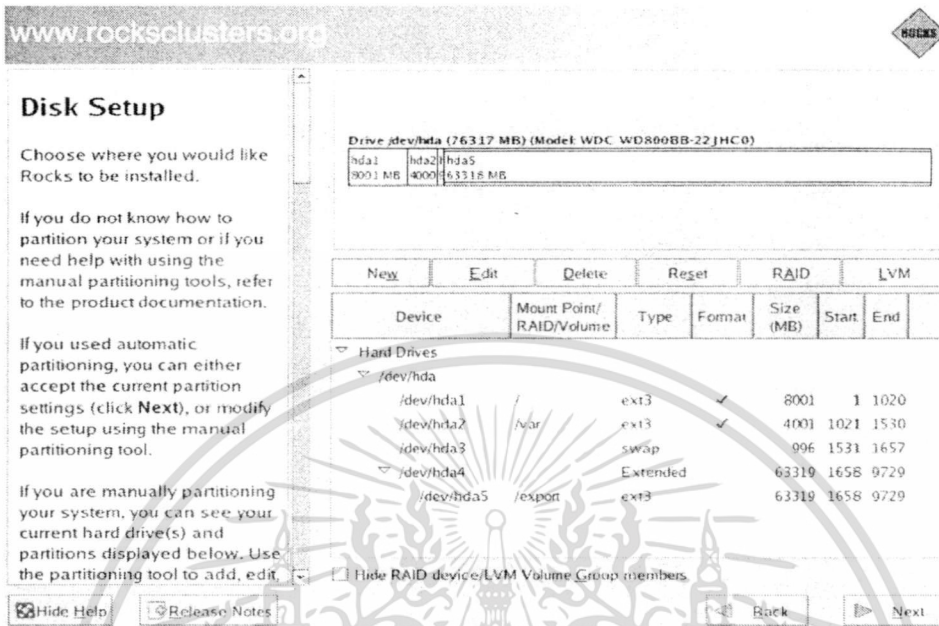 www.rocksclusters.org
ROCKS
Disk Setup
Choose where you would like
Rocks to be installed.
If you do not know how to
partition your system or if you
need help with using the
manual partitioning tools, refer
to the product documentation.
If you used automatic
partitioning, you can either
accept the current partition
settings (click Next), or modify
the setup using the manual
partitioning tool.
If you are manually partitioning
your system, you can see your
current hard drive(s) and
partitions displayed below. Use
the partitioning tool to add, edit,
Drive /dev/hda (76317 MB) (Model: WDC WD800BB-22JHC0)
hda1 hda2 hda5
8001 MB 4000 63318 MB
New Edit Delete Reset RAID LVM
Device Mount Point/ RAID/Volume Type Format Size (MB) Start End
Hard Drives
/dev/hda
/dev/hda1 / ext3 ✓ 8001 1 1020
/dev/hda2 /var ext3 ✓ 4001 1021 1530
/dev/hda3 swap 996 1531 1657
/dev/hda4 Extended 63319 1658 9729
/dev/hda5 /export ext3 63319 1658 9729
Hide RAID device/LVM Volume Group members
Hide Help Release Notes Back Next